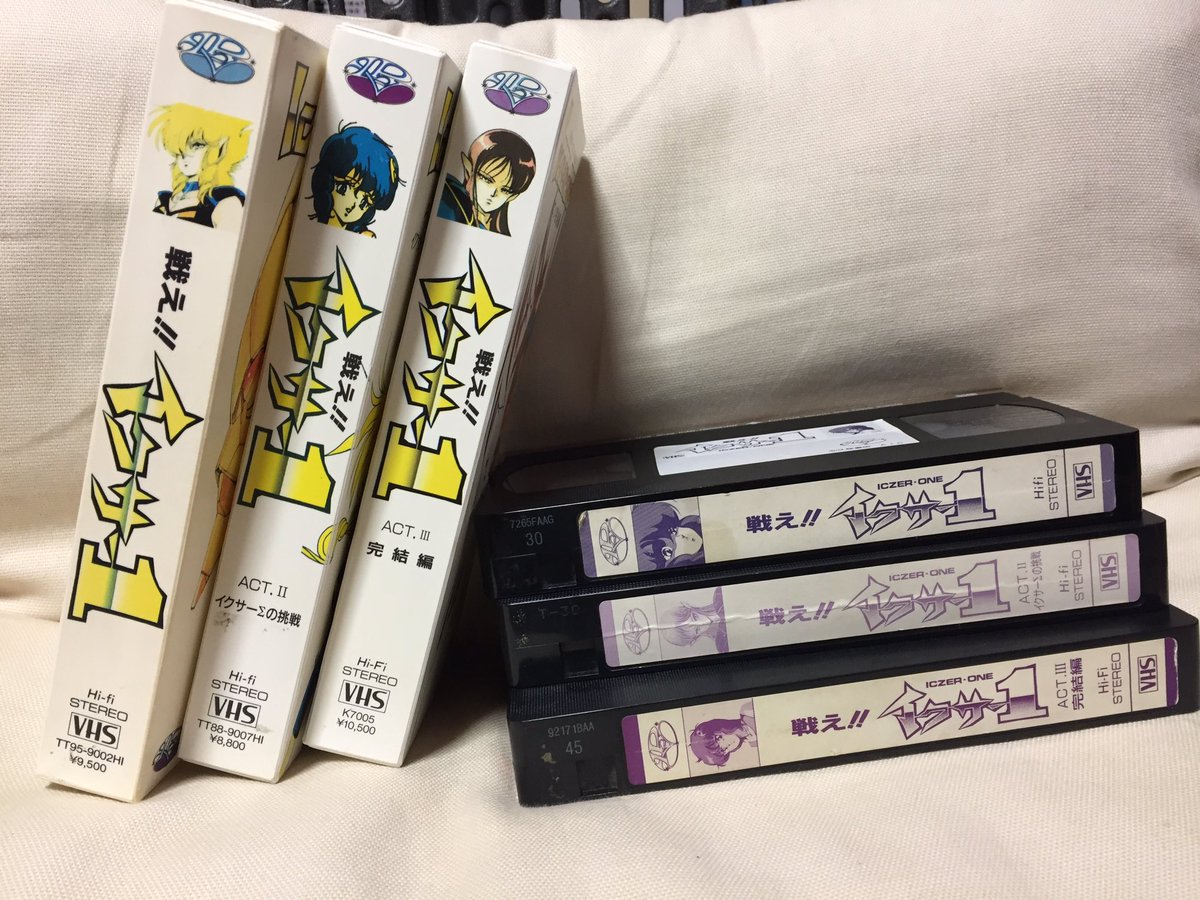 戦え!!
イクサー1
Hi-fi
STEREO
VHS
TT95-9002HI
¥9,500
戦え!!
イクサー1
ACT.II
イクサーΣの挑戦
Hi-fi
STEREO
VHS
TT88-9007HI
¥8,800
戦え!!
イクサー1
ACT.III
完結編
Hi-Fi
STEREO
VHS
K7005
¥10,500
7265FAAG
30
戦え!!
ICZER・ONE
イクサー1
Hifi
STEREO
VHS
T-30
戦え!!
ICZER・ONE
イクサー1
ACT.II
イクサーΣの挑戦
Hi-fi
STEREO
VHS
92171BAA
45
戦え!!
ICZER・ONE
イクサー1
ACT.III
完結編
Hi-Fi
STEREO
VHS